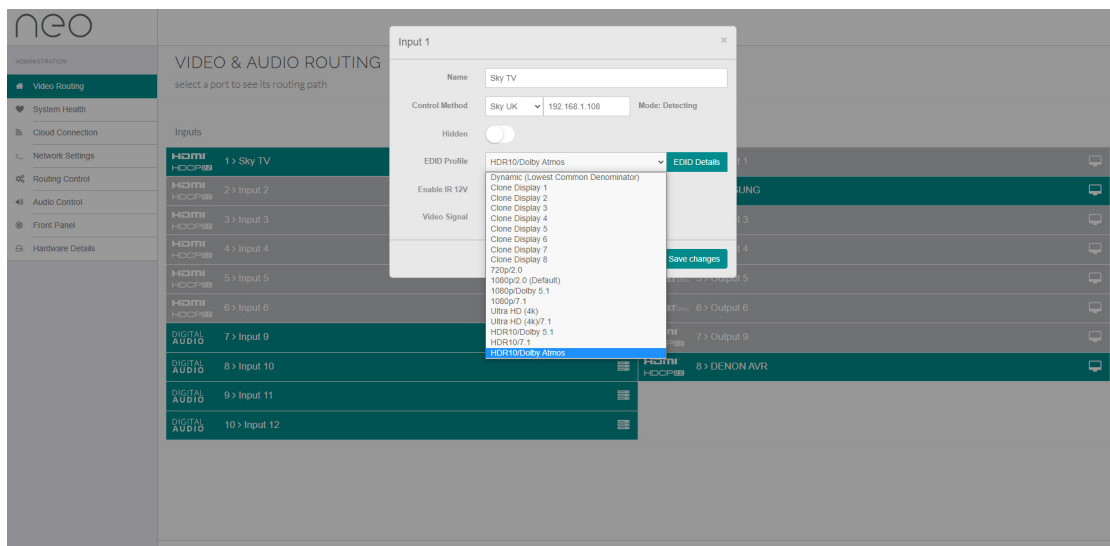 neo
ADMINISTRATION
Video Routing
System Health
Cloud Connection
Network Settings
Routing Control
Audio Control
Front Panel
Hardware Details
VIDEO & AUDIO ROUTING
select a port to see its routing path
Inputs
HDMI
1 > Sky TV
HDMI
2 > Input 2
HDMI
3 > Input 3
HDMI
4 > Input 4
HDMI
5 > Input 5
HDMI
6 > Input 6
DIGITAL AUDIO 7 > Input 9
DIGITAL AUDIO 8 > Input 10
DIGITAL AUDIO 9 > Input 11
DIGITAL AUDIO 10 > Input 12
Input 1 ×
Name Sky TV
Control Method Sky UK 192.168.1.108 Mode: Detecting
Hidden
EDID Profile HDR10/Dolby Atmos EDID Details
Enable IR 12V
Video Signal
Dynamic (Lowest Common Denominator)
Clone Display 1
Clone Display 2
Clone Display 3
Clone Display 4
Clone Display 5
Clone Display 6
Clone Display 7
Clone Display 8
720p/2.0
1080p/2.0 (Default)
1080p/Dolby 5.1
1080p/7.1
Ultra HD (4k)
Ultra HD (4k)/7.1
HDR10/Dolby 5.1
HDR10/7.1
HDR10/Dolby Atmos
Save changes
6 > Output 6
7 > Output 9
HDMI
8 > DENON AVR